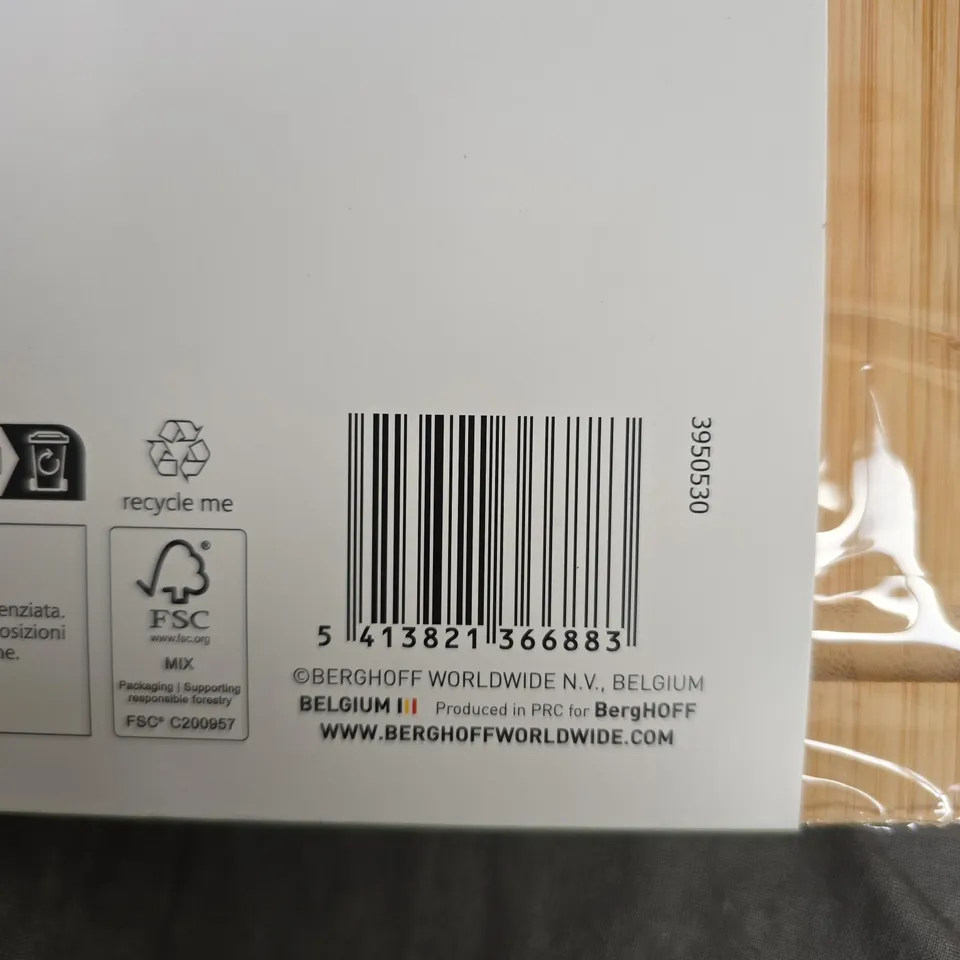 3950530
recycle me
enziata.
osizioni
ne.
FSC®
www.fsc.org
MIX
Packaging | Supporting
responsible forestry
FSC® C200957
5 413821 366883
©BERGHOFF WORLDWIDE N.V., BELGIUM
BELGIUM Produced in PRC for BergHOFF
WWW.BERGHOFFWORLDWIDE.COM